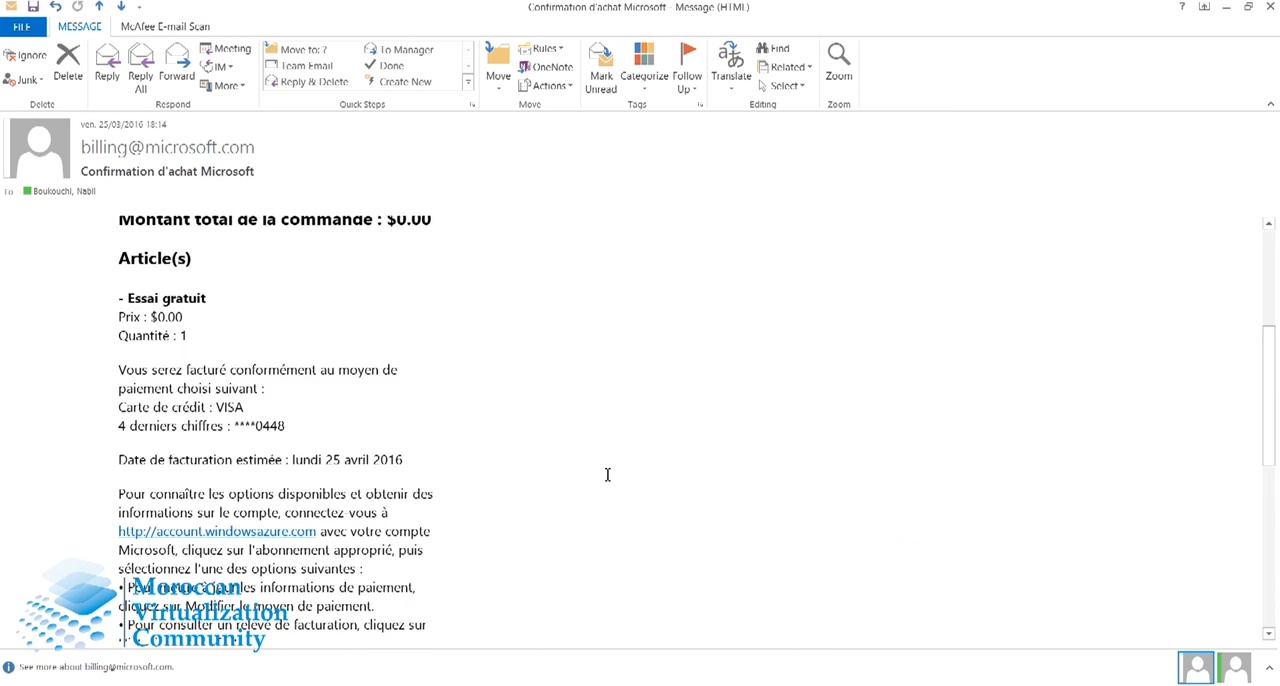 Confirmation d'achat Microsoft - Message (HTML)
FILE
MESSAGE
McAfee E-mail Scan
Ignore
Junk
Delete
Delete
Reply
Reply All
Forward
Meeting
IM
More
Respond
Move to: ?
Team Email
Reply & Delete
To Manager
Done
Create New
Quick Steps
Move
Rules
OneNote
Actions
Move
Mark Unread
Categorize
Follow Up
Tags
Translate
Find
Related
Select
Editing
Zoom
Zoom
ven. 25/03/2016 18:14
billing@microsoft.com
Confirmation d'achat Microsoft
To Boukouchi, Nabil
Montant total de la commande : $0.00
Article(s)
- Essai gratuit
Prix : $0.00
Quantité : 1
Vous serez facturé conformément au moyen de
paiement choisi suivant :
Carte de crédit : VISA
4 derniers chiffres : ****0448
Date de facturation estimée : lundi 25 avril 2016
Pour connaître les options disponibles et obtenir des
informations sur le compte, connectez-vous à
http://account.windowsazure.com avec votre compte
Microsoft, cliquez sur l'abonnement approprié, puis
sélectionnez l'une des options suivantes :
• Pour mettre à jour les informations de paiement,
cliquez sur Modifier le moyen de paiement.
• Pour consulter un relevé de facturation, cliquez sur
Moroccan
Virtualization
Community
See more about billing@microsoft.com.